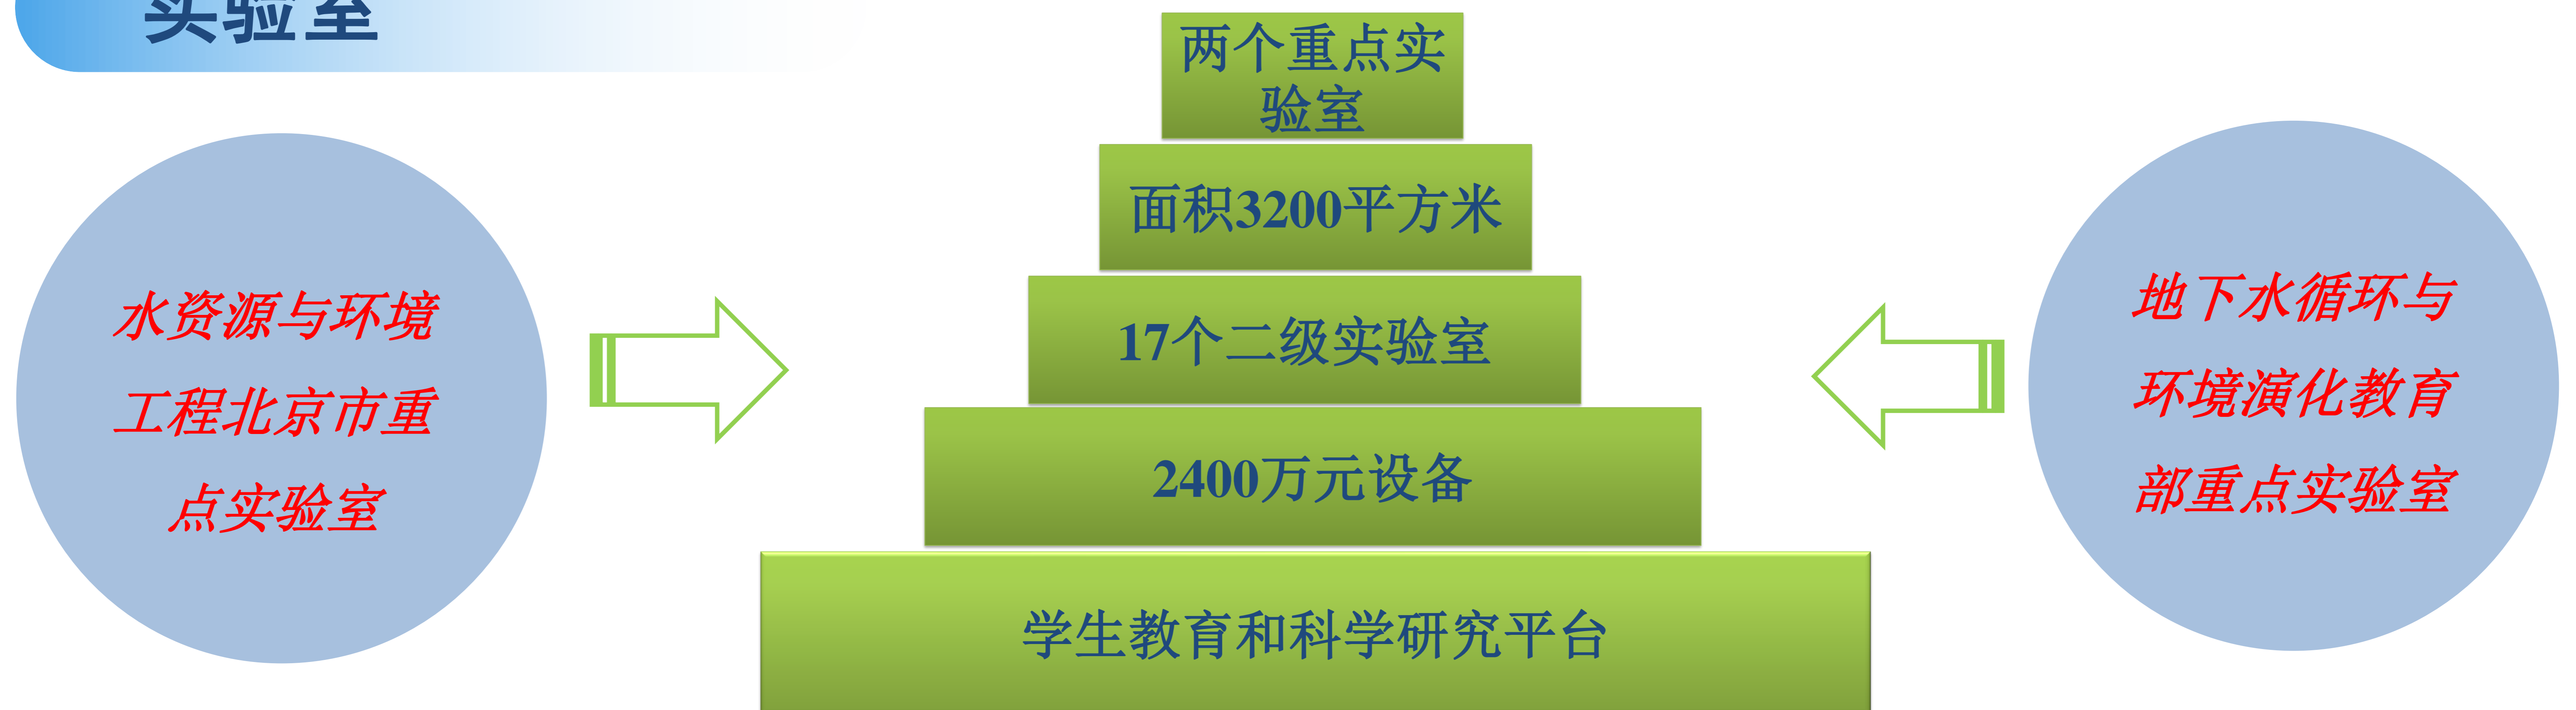 实验室
两个重点实
验室
面积3200平方米
17个二级实验室
2400万元设备
学生教育和科学研究平台
水资源与环境
工程北京市重
点实验室
地下水循环与
环境演化教育
部重点实验室